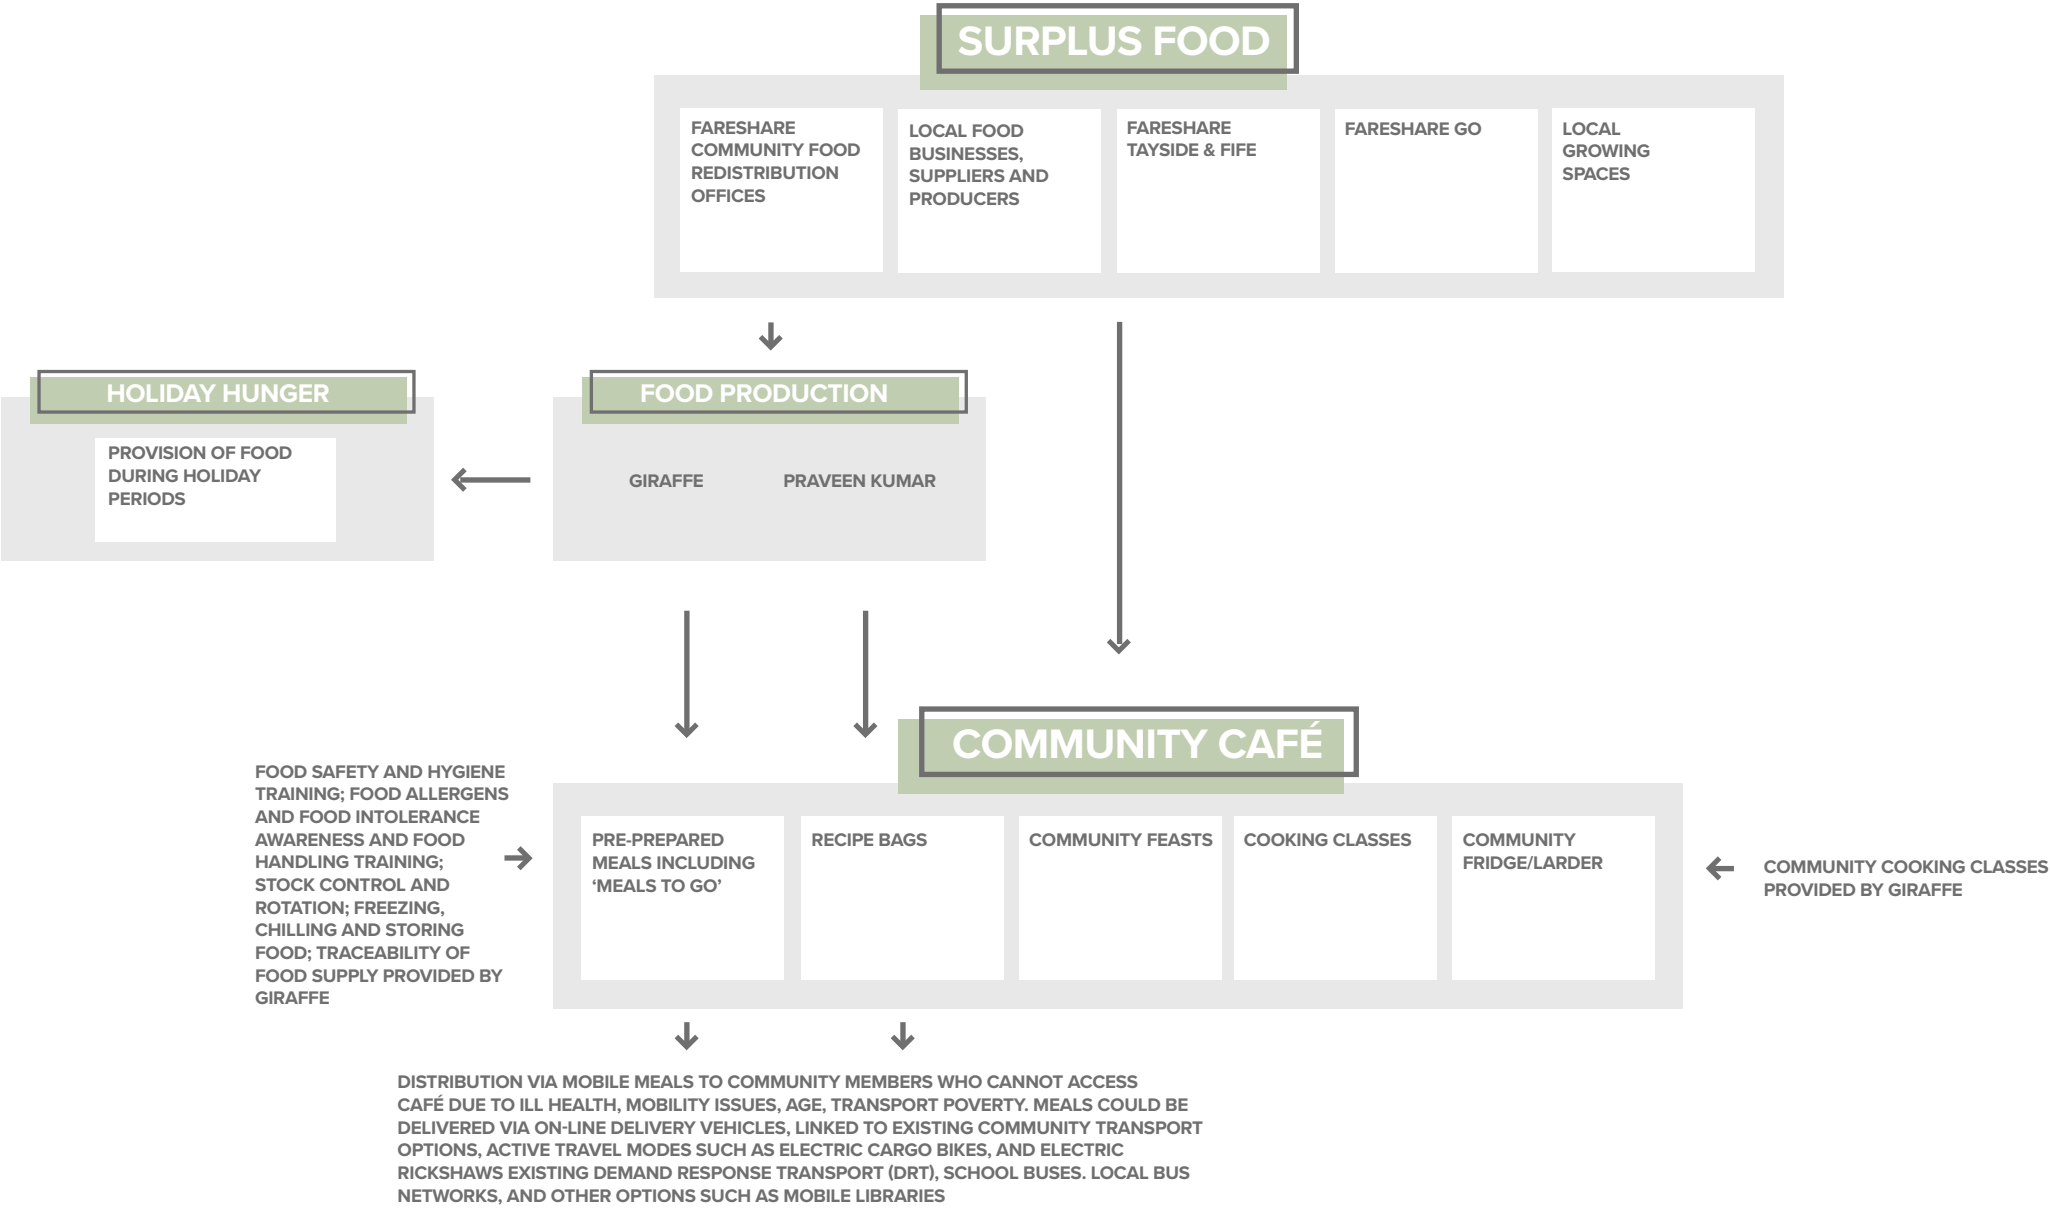 SURPLUS FOOD
FARESHARE
COMMUNITY FOOD
REDISTRIBUTION
OFFICES
LOCAL FOOD
BUSINESSES,
SUPPLIERS AND
PRODUCERS
FARESHARE
TAYSIDE & FIFE
FARESHARE GO
LOCAL
GROWING
SPACES
HOLIDAY HUNGER
PROVISION OF FOOD
DURING HOLIDAY
PERIODS
FOOD PRODUCTION
GIRAFFE
PRAVEEN KUMAR
COMMUNITY CAFÉ
FOOD SAFETY AND HYGIENE
TRAINING; FOOD ALLERGENS
AND FOOD INTOLERANCE
AWARENESS AND FOOD
HANDLING TRAINING;
STOCK CONTROL AND
ROTATION; FREEZING,
CHILLING AND STORING
FOOD; TRACEABILITY OF
FOOD SUPPLY PROVIDED BY
GIRAFFE
PRE-PREPARED
MEALS INCLUDING
‘MEALS TO GO’
RECIPE BAGS
COMMUNITY FEASTS
COOKING CLASSES
COMMUNITY
FRIDGE/LARDER
COMMUNITY COOKING CLASSES
PROVIDED BY GIRAFFE
DISTRIBUTION VIA MOBILE MEALS TO COMMUNITY MEMBERS WHO CANNOT ACCESS
CAFÉ DUE TO ILL HEALTH, MOBILITY ISSUES, AGE, TRANSPORT POVERTY. MEALS COULD BE
DELIVERED VIA ON-LINE DELIVERY VEHICLES, LINKED TO EXISTING COMMUNITY TRANSPORT
OPTIONS, ACTIVE TRAVEL MODES SUCH AS ELECTRIC CARGO BIKES, AND ELECTRIC
RICKSHAWS EXISTING DEMAND RESPONSE TRANSPORT (DRT), SCHOOL BUSES. LOCAL BUS
NETWORKS, AND OTHER OPTIONS SUCH AS MOBILE LIBRARIES